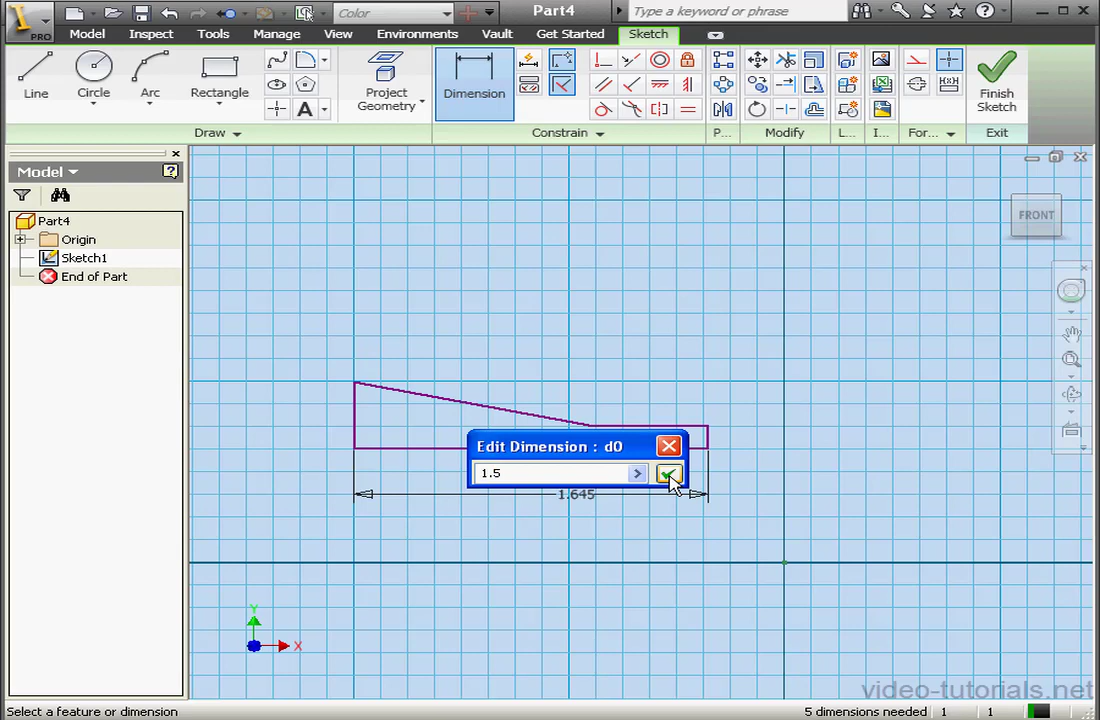 Color
Part4
Type a keyword or phrase
PRO
Model
Inspect
Tools
Manage
View
Environments
Vault
Get Started
Sketch
Line
Circle
Arc
Rectangle
A
Project
Geometry
Dimension
Finish
Sketch
Draw
Constrain
P...
Modify
L...
I...
For...
Exit
Model
Part4
Origin
Sketch1
End of Part
FRONT
Edit Dimension : d0
1.5
1.645
Y
X
video-tutorials.net
Select a feature or dimension
5 dimensions needed
1
1